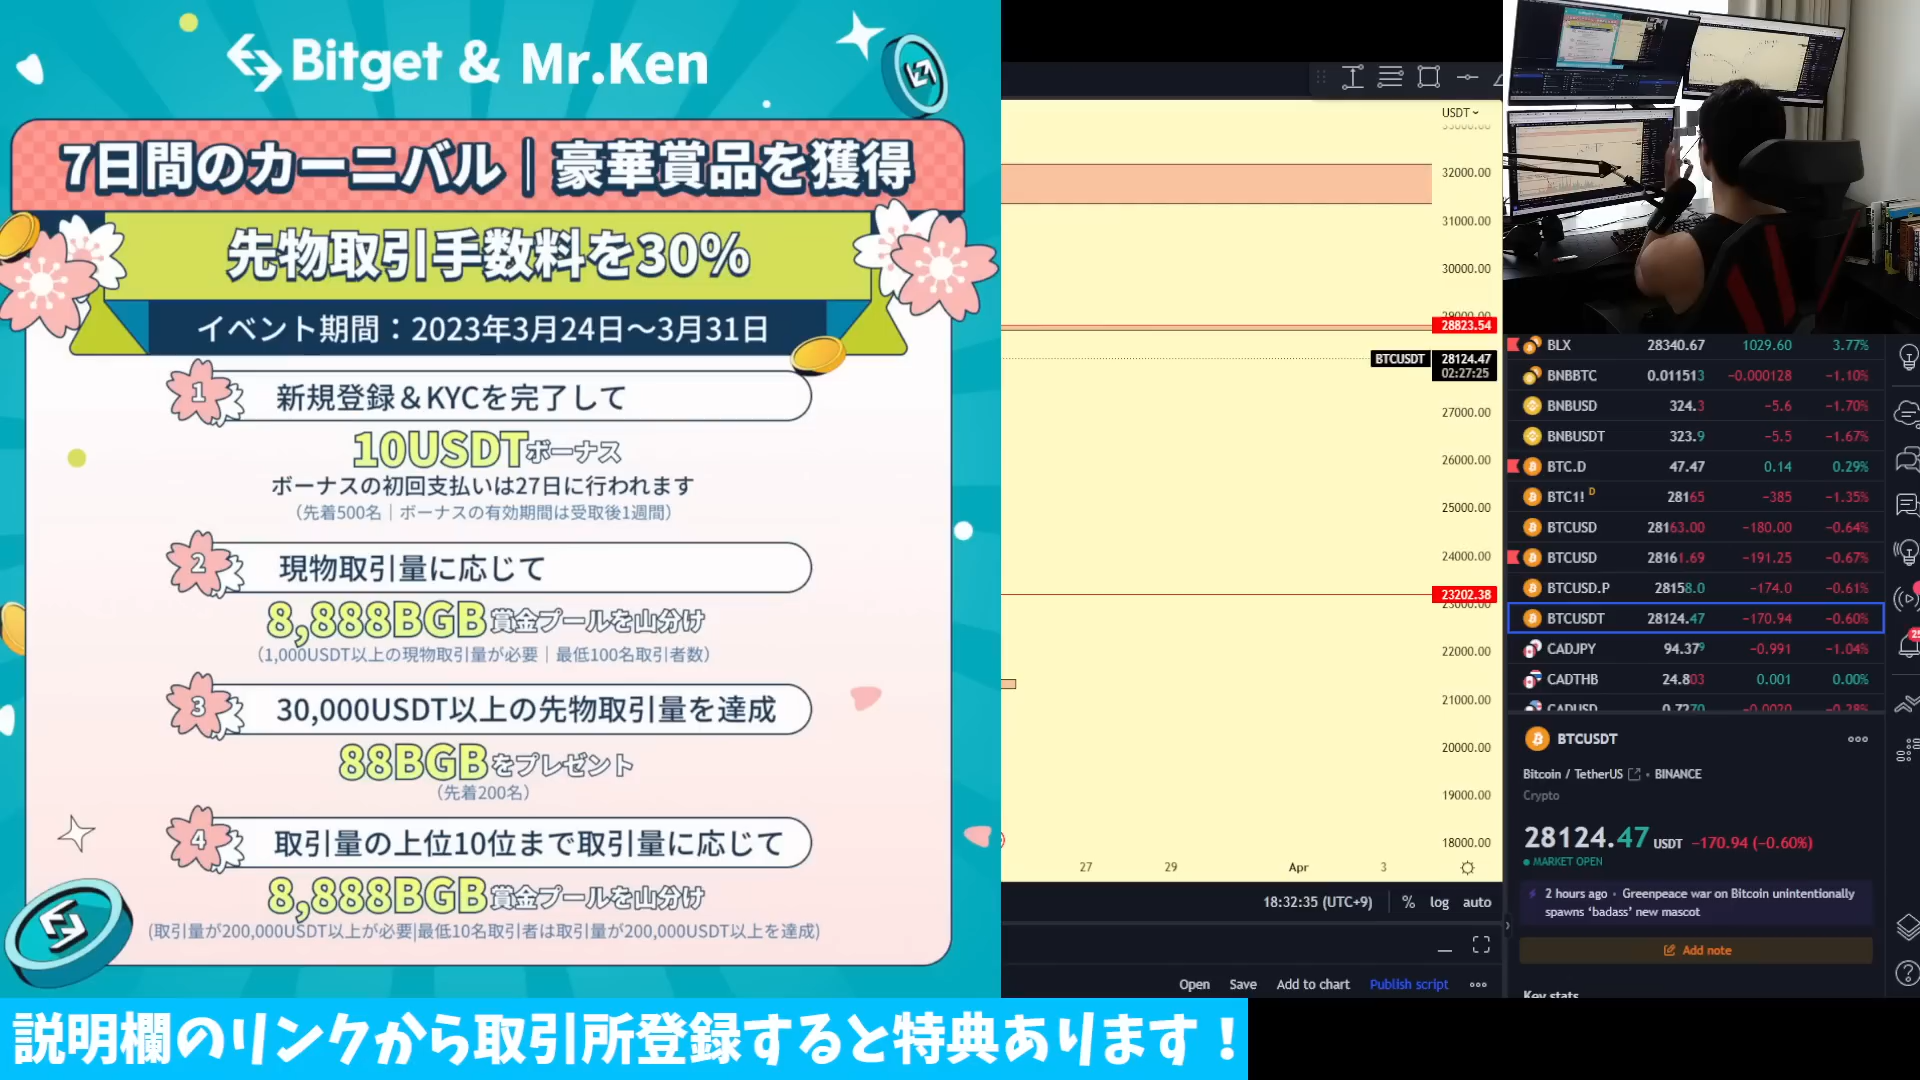 Bitget & Mr.Ken
7日間のカーニバル｜豪華賞品を獲得
先物取引手数料を30%
イベント期間：2023年3月24日～3月31日
1 新規登録＆KYCを完了して
10USDTボーナス
ボーナスの初回支払いは27日に行われます
（先着500名｜ボーナスの有効期間は受取後1週間）
2 現物取引量に応じて
8,888BGB賞金プールを山分け
（1,000USDT以上の現物取引量が必要｜最低100名取引者数）
3 30,000USDT以上の先物取引量を達成
88BGBをプレゼント
（先着200名）
4 取引量の上位10位まで取引量に応じて
8,888BGB賞金プールを山分け
(取引量が200,000USDT以上が必要|最低10名取引者は取引量が200,000USDT以上を達成)
説明欄のリンクから取引所登録すると特典あります！
USDT
33000.00
32000.00
31000.00
30000.00
29000.00
28823.54
BTCUSDT 28124.47
02:27:25
27000.00
26000.00
25000.00
24000.00
23202.38
23000.00
22000.00
21000.00
20000.00
19000.00
18000.00
27 29 Apr 3
18:32:35 (UTC+9) % log auto
Open Save Add to chart Publish script
BLX 28340.67 1029.60 3.77%
BNBBTC 0.011513 −0.000128 −1.10%
BNBUSD 324.3 −5.6 −1.70%
BNBUSDT 323.9 −5.5 −1.67%
BTC.D 47.47 0.14 0.29%
BTC1! D 28165 −385 −1.35%
BTCUSD 28163.00 −180.00 −0.64%
BTCUSD 28161.69 −191.25 −0.67%
BTCUSD.P 28158.0 −174.0 −0.61%
BTCUSDT 28124.47 −170.94 −0.60%
CADJPY 94.379 −0.991 −1.04%
CADTHB 24.803 0.001 0.00%
CADUSD 0.7270 −0.0020 −0.28%
BTCUSDT
Bitcoin / TetherUS • BINANCE
Crypto
28124.47 USDT −170.94 (−0.60%)
MARKET OPEN
2 hours ago • Greenpeace war on Bitcoin unintentionally
spawns ‘badass’ new mascot
Add note
Key stats